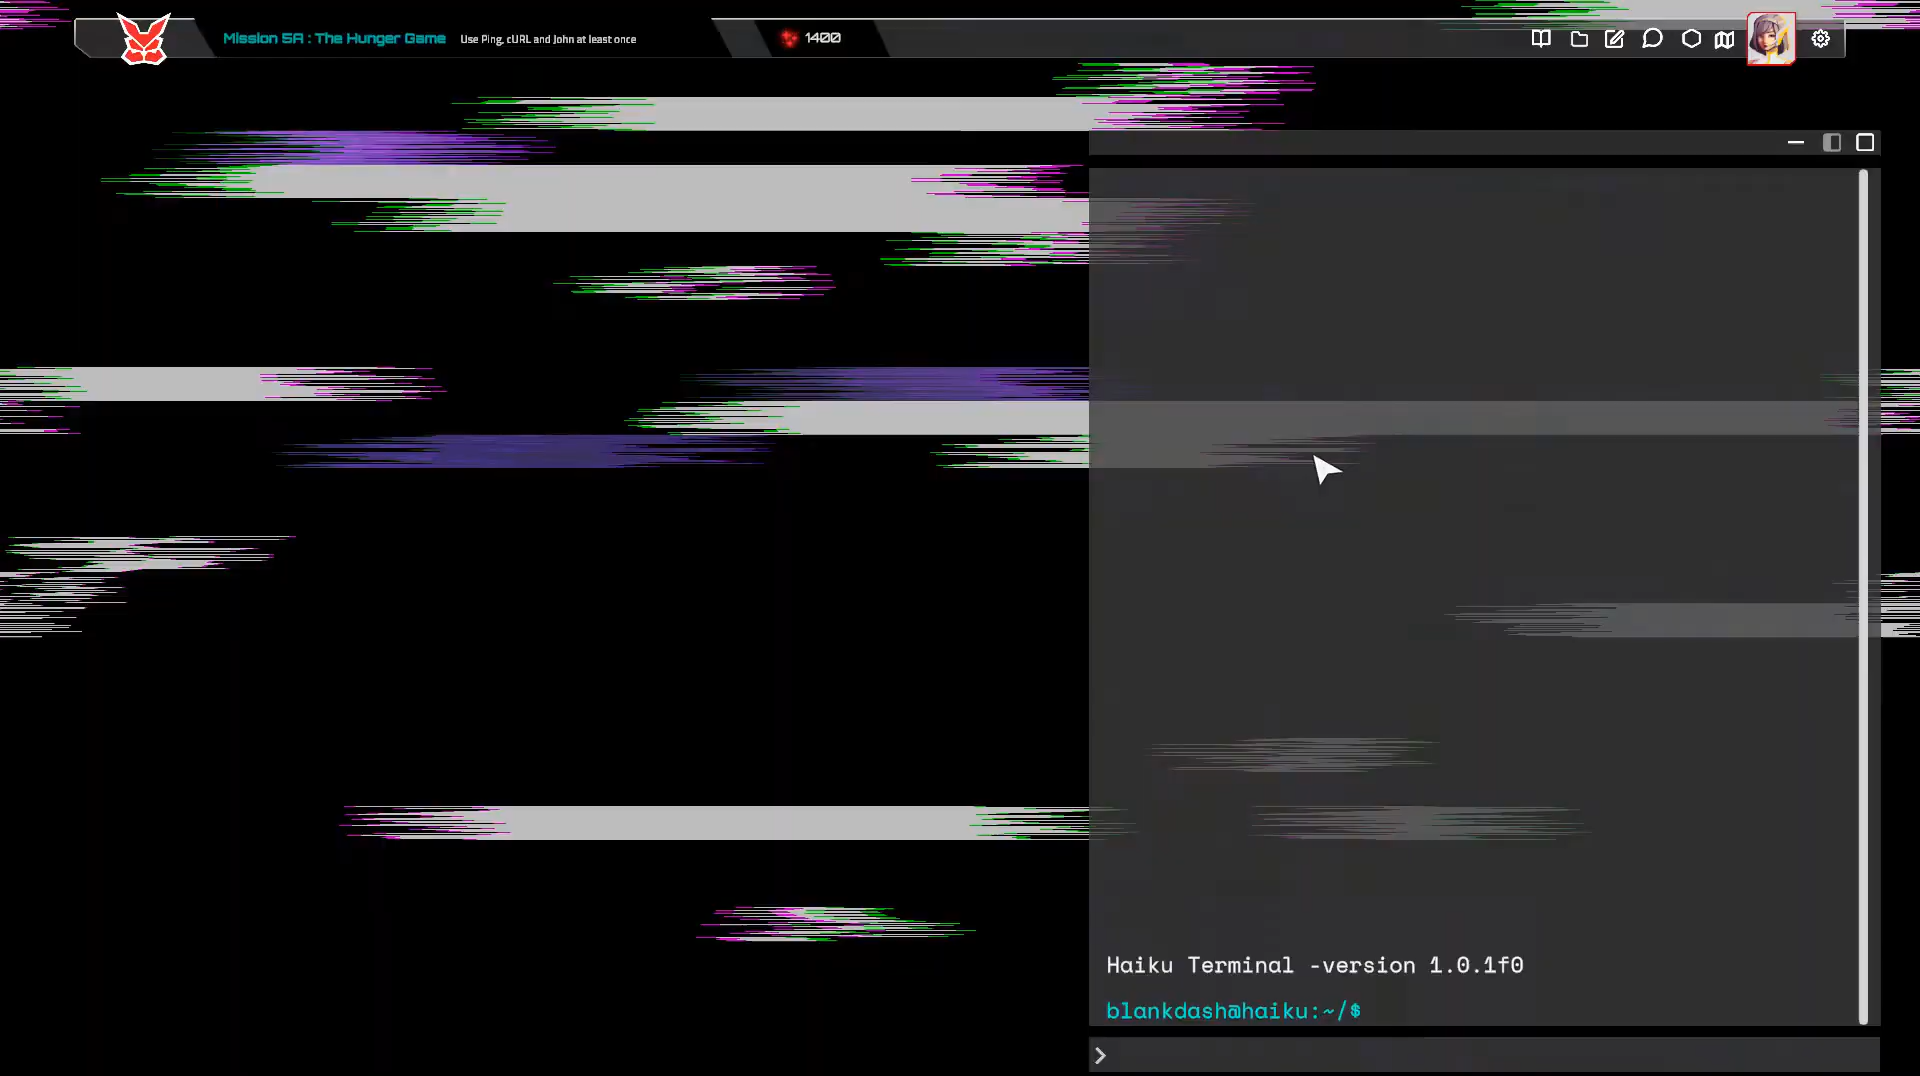 Mission 5A : The Hunger Game
Use Ping, cURL and John at least once
1400
Haiku Terminal -version 1.0.1f0
blankdash@haiku:~/$
>